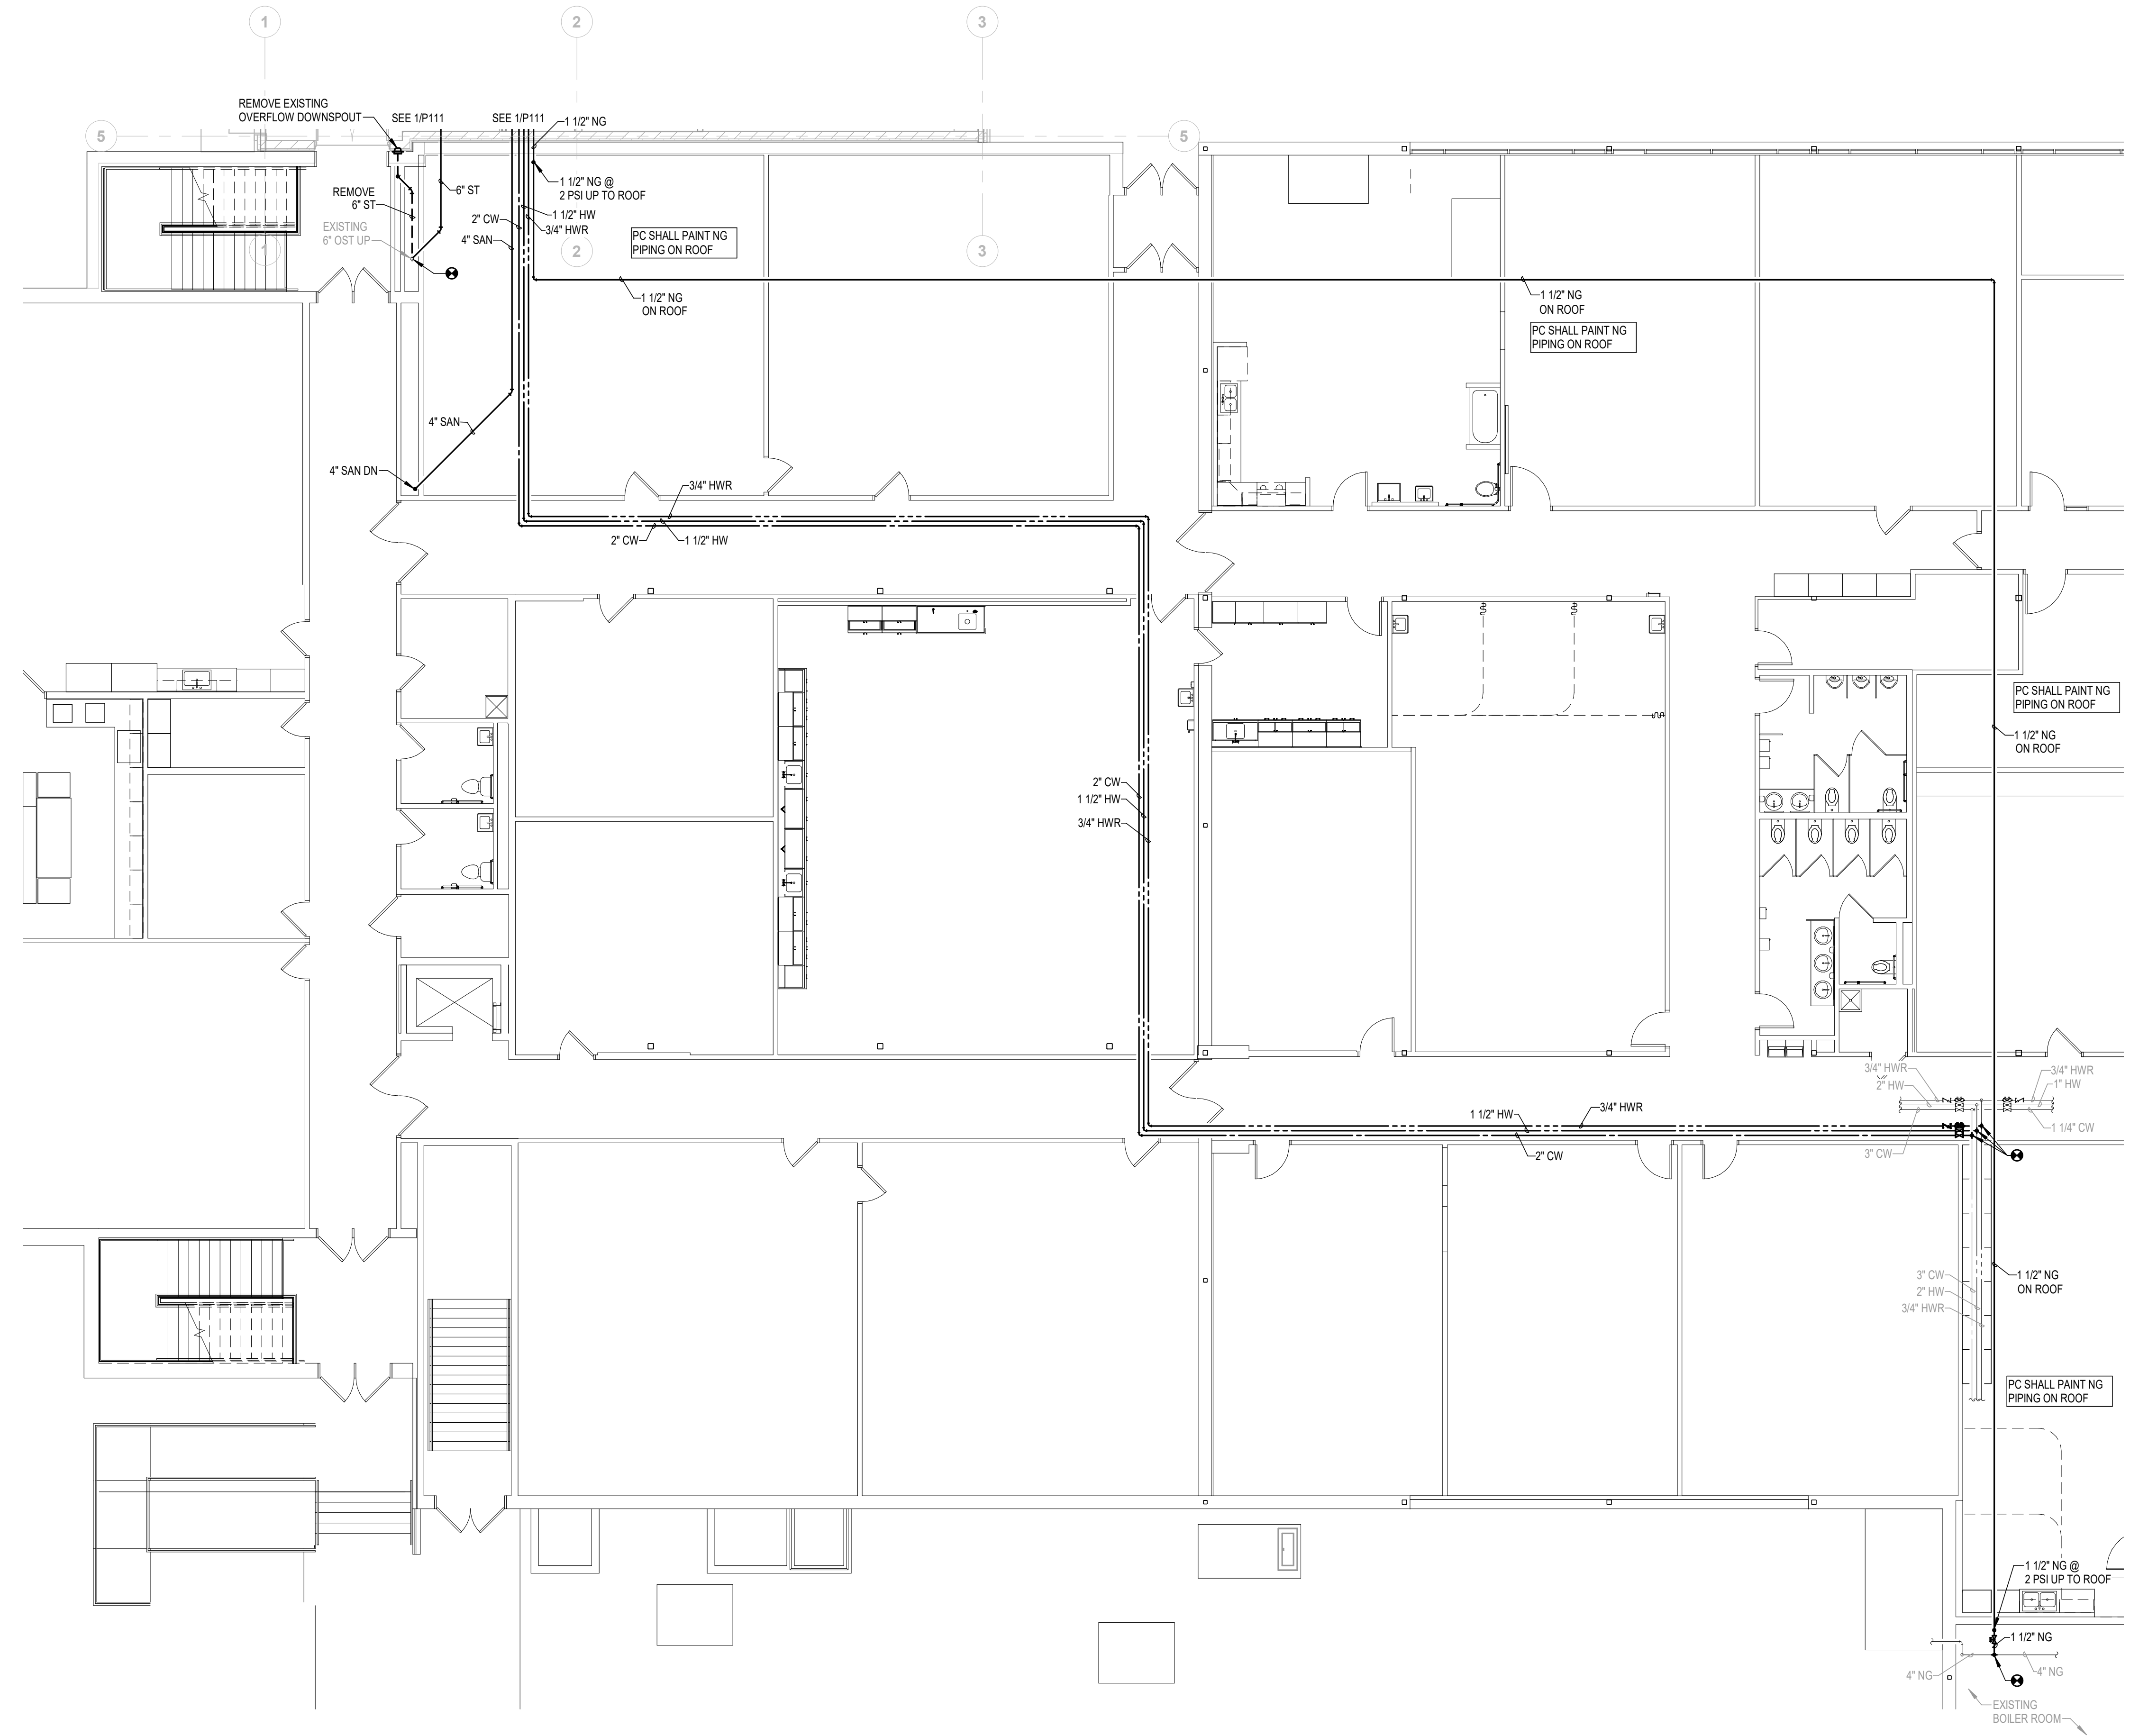 1
2
3
REMOVE EXISTING
OVERFLOW DOWNSPOUT
SEE 1/P111
SEE 1/P111
1 1/2" NG
5
5
1 1/2" NG @
2 PSI UP TO ROOF
6" ST
REMOVE
6" ST
1 1/2" HW
2" CW
3/4" HWR
EXISTING
6" OST UP
4" SAN
1
2
3
PC SHALL PAINT NG
PIPING ON ROOF
1 1/2" NG
ON ROOF
1 1/2" NG
ON ROOF
PC SHALL PAINT NG
PIPING ON ROOF
4" SAN
4" SAN DN
3/4" HWR
2" CW
1 1/2" HW
PC SHALL PAINT NG
PIPING ON ROOF
1 1/2" NG
ON ROOF
2" CW
1 1/2" HW
3/4" HWR
3/4" HWR
2" HW
3/4" HWR
1" HW
1 1/2" HW
3/4" HWR
1 1/4" CW
2" CW
3" CW
3" CW
2" HW
3/4" HWR
1 1/2" NG
ON ROOF
PC SHALL PAINT NG
PIPING ON ROOF
1 1/2" NG @
2 PSI UP TO ROOF
1 1/2" NG
4" NG
4" NG
EXISTING
BOILER ROOM